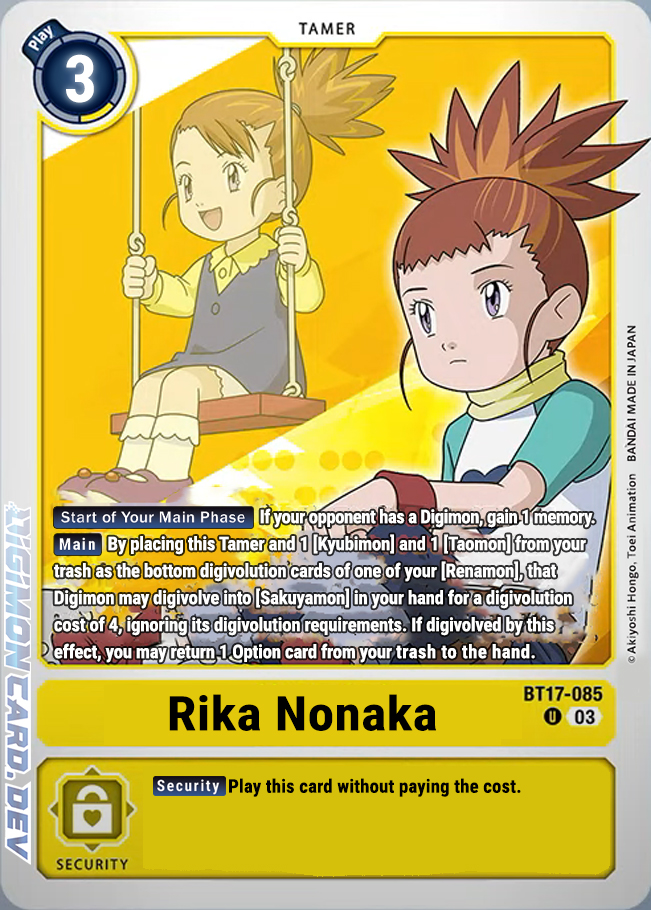 TAMER
Play
3
Start of Your Main Phase If your opponent has a Digimon, gain 1 memory.
Main By placing this Tamer and 1 [Kyubimon] and 1 [Taomon] from your
trash as the bottom digivolution cards of one of your [Renamon], that
Digimon may digivolve into [Sakuyamon] in your hand for a digivolution
cost of 4, ignoring its digivolution requirements. If digivolved by this
effect, you may return 1 Option card from your trash to the hand.
© Akiyoshi Hongo, Toei Animation BANDAI MADE IN JAPAN
DIGIMONCARD.DEV
BT17-085
Rika Nonaka
U 03
Security Play this card without paying the cost.
SECURITY